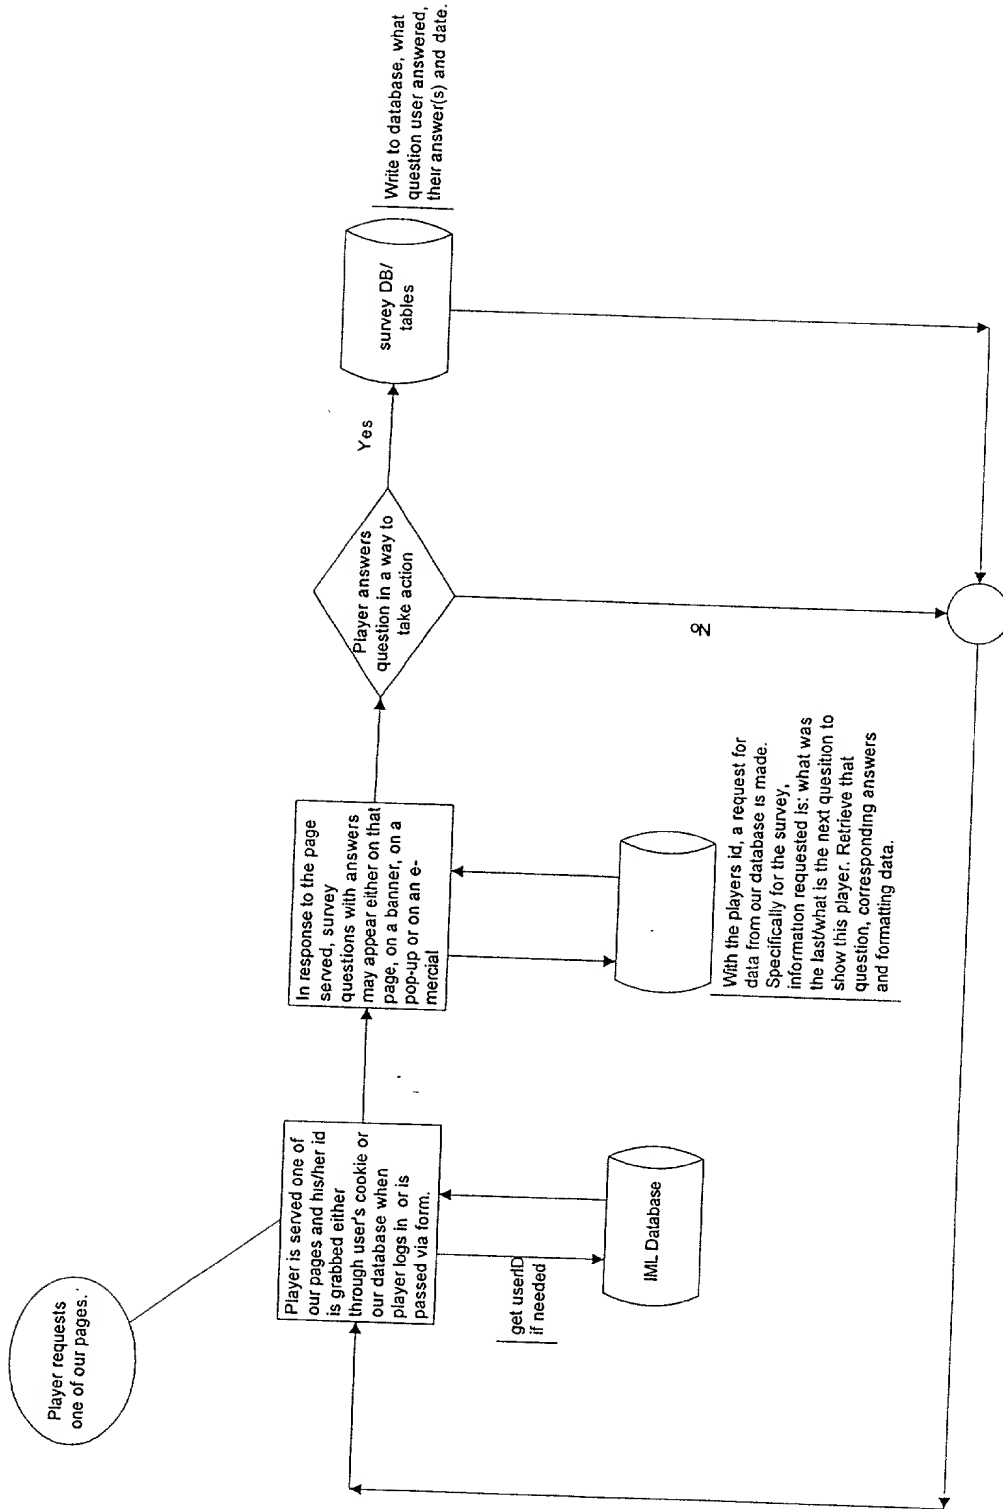 Player requests
one of our pages.
Player is served one of
our pages and his/her id
is grabbed either
through user's cookie or
our database when
player logs in or is
passed via form.
get userID
if needed
IML Database
In response to the page
served, survey
questions with answers
may appear either on that
page, on a banner, on a
pop-up or on an e-
mercial
With the players id, a request for
data from our database is made.
Specifically for the survey,
information requested is: what was
the last/what is the next quesition to
show this player. Retrieve that
question, corresponding answers
and formatting data.
Player answers
question in a way to
take action
Yes
No
survey DB/
tables
Write to database, what
question user answered,
their answer(s) and date.